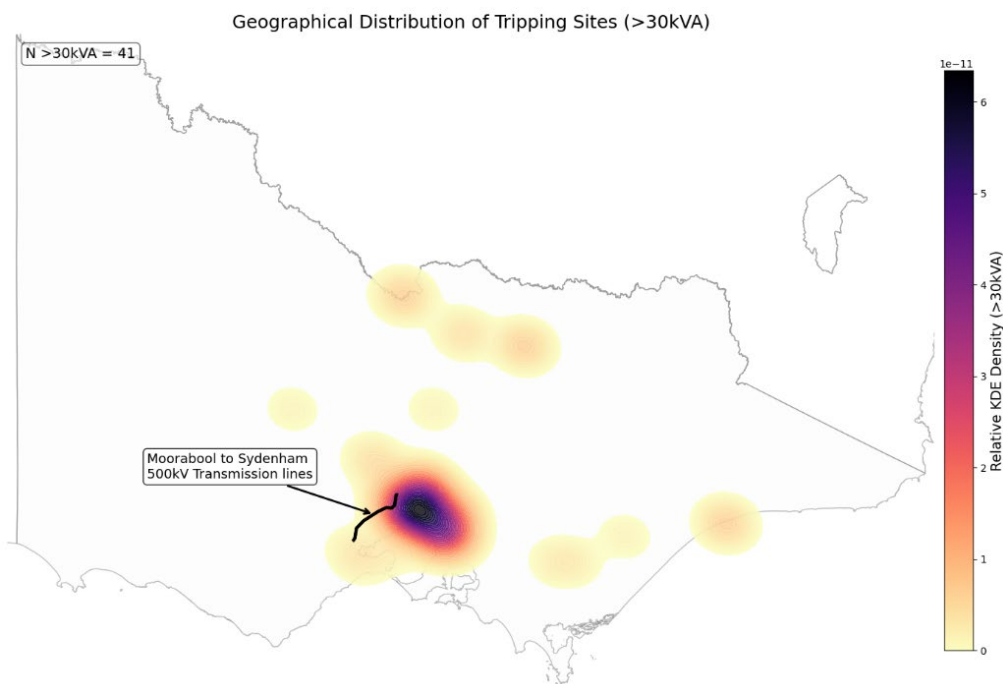 Geographical Distribution of Tripping Sites (>30kVA)
N >30kVA = 41
1e−11
6
5
4
3
2
1
0
Relative KDE Density (>30kVA)
Moorabool to Sydenham
500kV Transmission lines